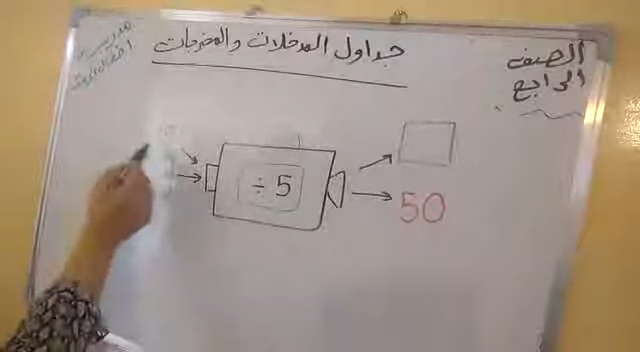 جداول المدخلات والمخرجات
الصف
الرابع
مدرسة
÷ 5
50